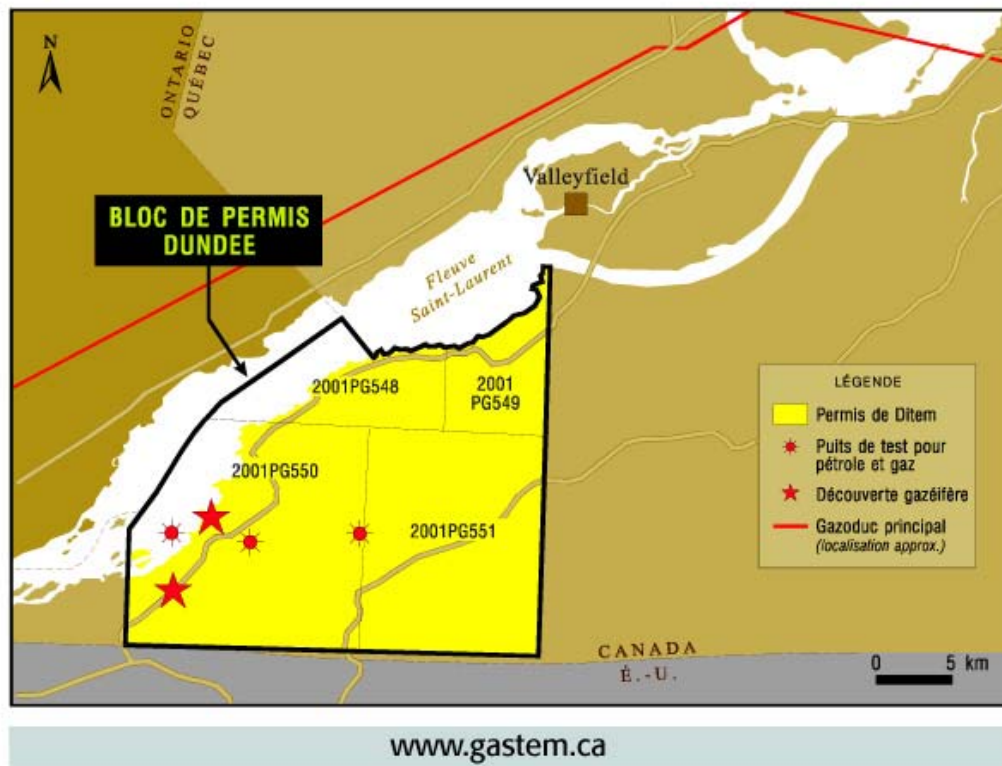 N
ONTARIO
QUÉBEC
Valleyfield
BLOC DE PERMIS
DUNDEE
Fleuve
Saint-Laurent
2001PG548
2001
PG549
2001PG550
2001PG551
LÉGENDE
Permis de Ditem
Puits de test pour
pétrole et gaz
Découverte gazéifère
Gazoduc principal
(localisation approx.)
CANADA
É.-U.
0 5 km
www.gastem.ca